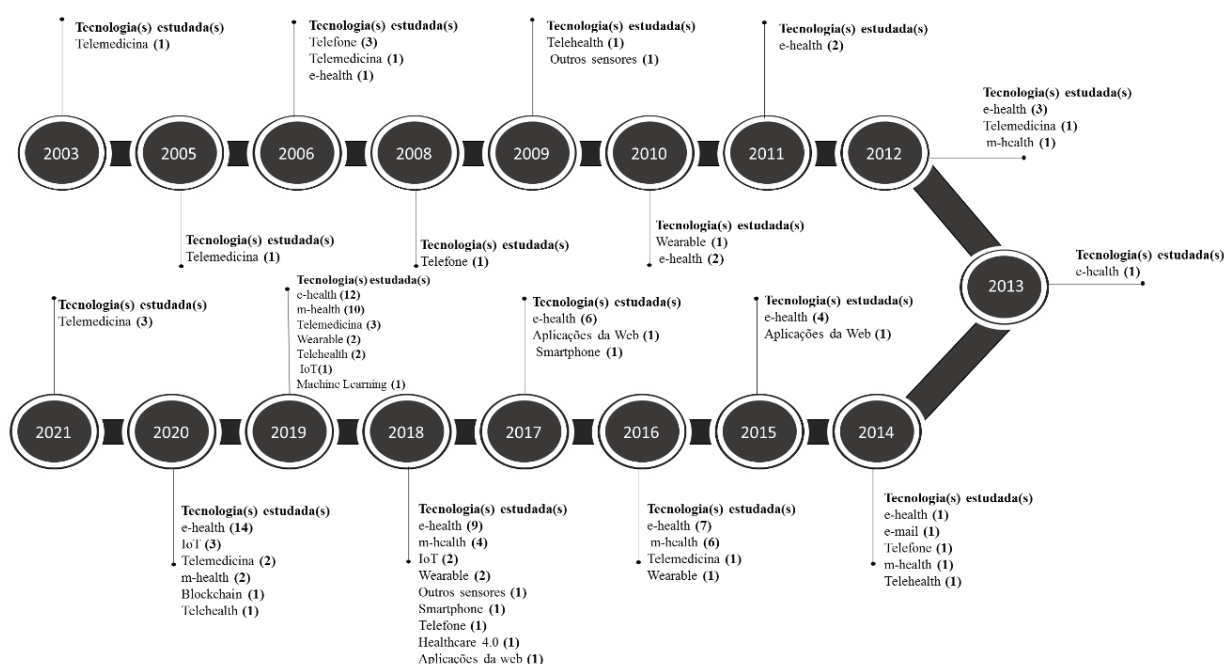 Tecnologia(s) estudada(s)
Telemedicina (1)
Tecnologia(s) estudada(s)
Telefone (3)
Telemedicina (1)
e-health (1)
Tecnologia(s) estudada(s)
Telehealth (1)
Outros sensores (1)
Tecnologia(s) estudada(s)
e-health (2)
Tecnologia(s) estudada(s)
e-health (3)
Telemedicina (1)
m-health (1)
2003
2005
2006
2008
2009
2010
2011
2012
Tecnologia(s) estudada(s)
Telemedicina (1)
Tecnologia(s) estudada(s)
Telefone (1)
Tecnologia(s) estudada(s)
Wearable (1)
e-health (2)
Tecnologia(s) estudada(s)
e-health (1)
2013
Tecnologia(s) estudada(s)
Telemedicina (3)
Tecnologia(s) estudada(s)
e-health (12)
m-health (10)
Telemedicina (3)
Wearable (2)
Telehealth (2)
IoT(1)
Machine Learning (1)
Tecnologia(s) estudada(s)
e-health (6)
Aplicações da Web (1)
Smartphone (1)
Tecnologia(s) estudada(s)
e-health (4)
Aplicações da Web (1)
2021
2020
2019
2018
2017
2016
2015
2014
Tecnologia(s) estudada(s)
e-health (14)
IoT (3)
Telemedicina (2)
m-health (2)
Blockchain (1)
Telehealth (1)
Tecnologia(s) estudada(s)
e-health (9)
m-health (4)
IoT (2)
Wearable (2)
Outros sensores (1)
Smartphone (1)
Telefone (1)
Healthcare 4.0 (1)
Aplicações da web (1)
Tecnologia(s) estudada(s)
e-health (7)
m-health (6)
Telemedicina (1)
Wearable (1)
Tecnologia(s) estudada(s)
e-health (1)
e-mail (1)
Telefone (1)
m-health (1)
Telehealth (1)